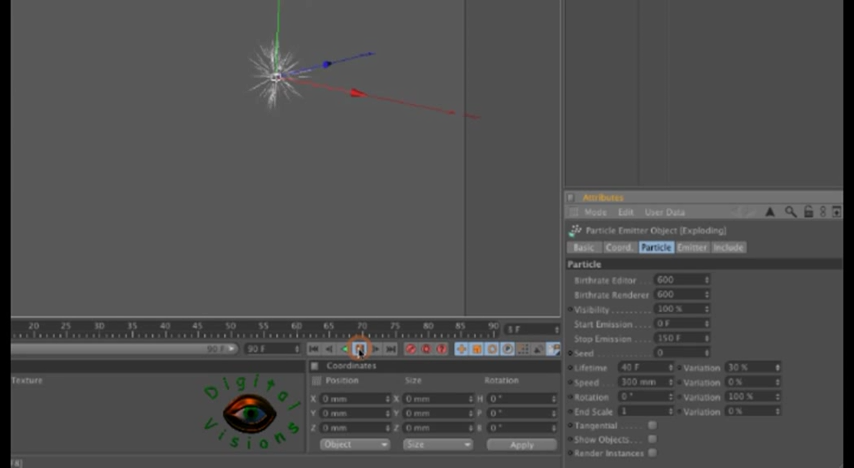 Attributes
Mode Edit User Data
Particle Emitter Object [Exploding]
Basic Coord. Particle Emitter Include
Particle
Birthrate Editor 600
Birthrate Renderer 600
Visibility 100 %
Start Emission 0 F
Stop Emission 150 F
Seed 0
Lifetime 40 F Variation 30 %
Speed 300 mm Variation 0 %
Rotation 0 ° Variation 100 %
End Scale 1 Variation 0 %
Tangential
Show Objects
Render Instances
20 25 30 35 40 45 50 55 60 65 70 75 80 85 90 8 F
90 F 90 F
Texture
Coordinates
Position Size Rotation
X 0 mm X 0 mm H 0 °
Y 0 mm Y 0 mm P 0 °
Z 0 mm Z 0 mm B 0 °
Object Size Apply
Digital
Visions